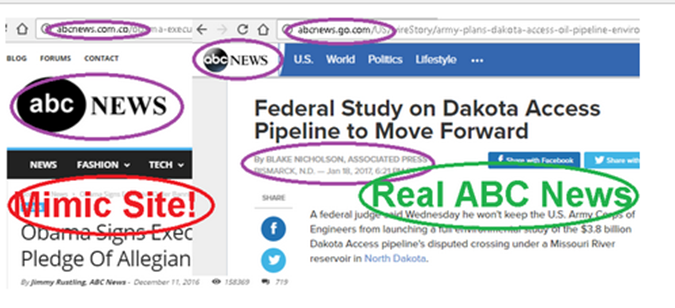 abcnews.com.co/obama-execu
BLOG FORUMS CONTACT
abc NEWS
NEWS FASHION TECH
Mimic Site!
Obama Signs Exec
Pledge Of Allegian
By Jimmy Rustling, ABC News - December 11, 2016 158369 719
abcnews.go.com/US/wireStory/army-plans-dakota-access-oil-pipeline-enviro
abc NEWS U.S. World Politics Lifestyle •••
Federal Study on Dakota Access
Pipeline to Move Forward
By BLAKE NICHOLSON, ASSOCIATED PRESS
BISMARCK, N.D. — Jan 18, 2017, 6:21 PM
Share with Facebook Share with Twitter
Real ABC News
SHARE
A federal judge said Wednesday he won't keep the U.S. Army Corps of
Engineers from launching a full environmental study of the $3.8 billion
Dakota Access pipeline's disputed crossing under a Missouri River
reservoir in North Dakota.